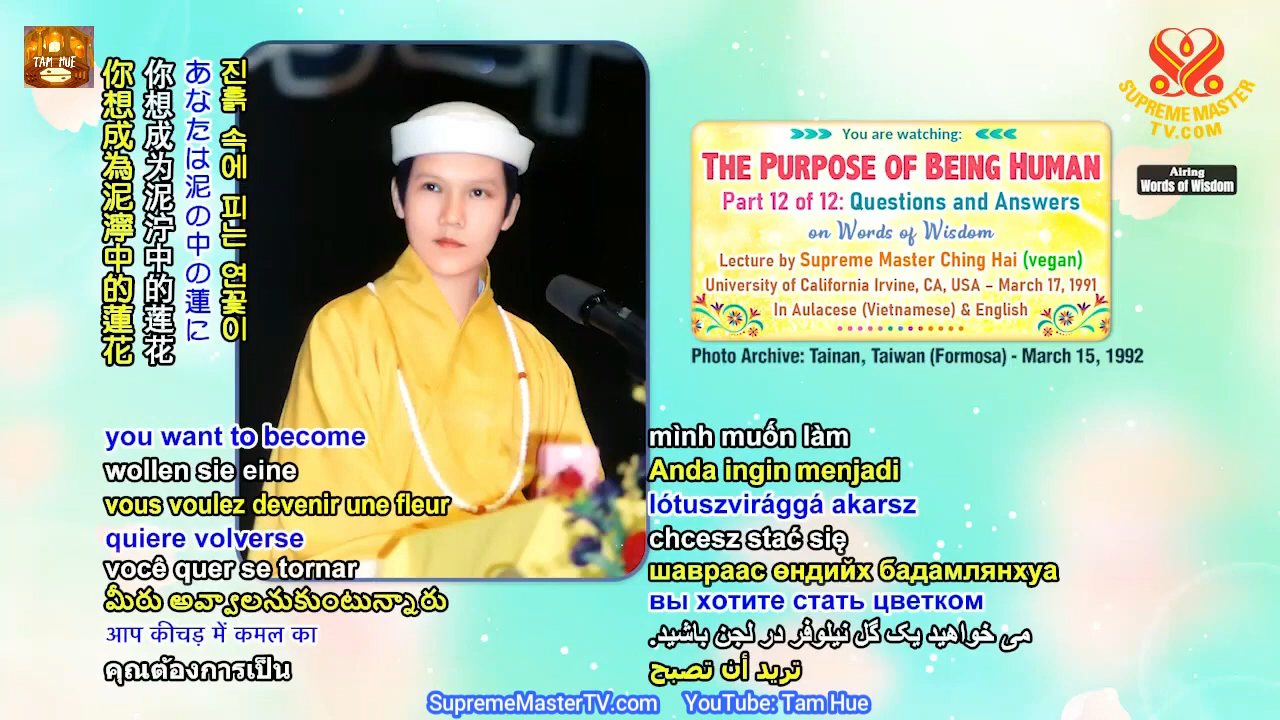 TAM HUE
你想成為泥濘中的蓮花
你想成为泥泞中的莲花
あなたは泥の中の蓮に
진흙 속에 피는 연꽃이
SUPREME MASTER
TV.COM
Airing
Words of Wisdom
You are watching:
THE PURPOSE OF BEING HUMAN
Part 12 of 12: Questions and Answers
on Words of Wisdom
Lecture by Supreme Master Ching Hai (vegan)
University of California Irvine, CA, USA – March 17, 1991
In Aulacese (Vietnamese) & English
Photo Archive: Tainan, Taiwan (Formosa) - March 15, 1992
you want to become
wollen sie eine
vous voulez devenir une fleur
quiere volverse
você quer se tornar
మీరు అవ్వాలనుకుంటున్నారు
आप कीचड़ में कमल का
คุณต้องการเป็น
mình muốn làm
Anda ingin menjadi
lótuszvirággá akarsz
chcesz stać się
шавраас өндийх бадамлянхуа
вы хотите стать цветком
می خواهید یک گل نیلوفر در لجن باشید.
تريد أن تصبح
SupremeMasterTV.com YouTube: Tam Hue